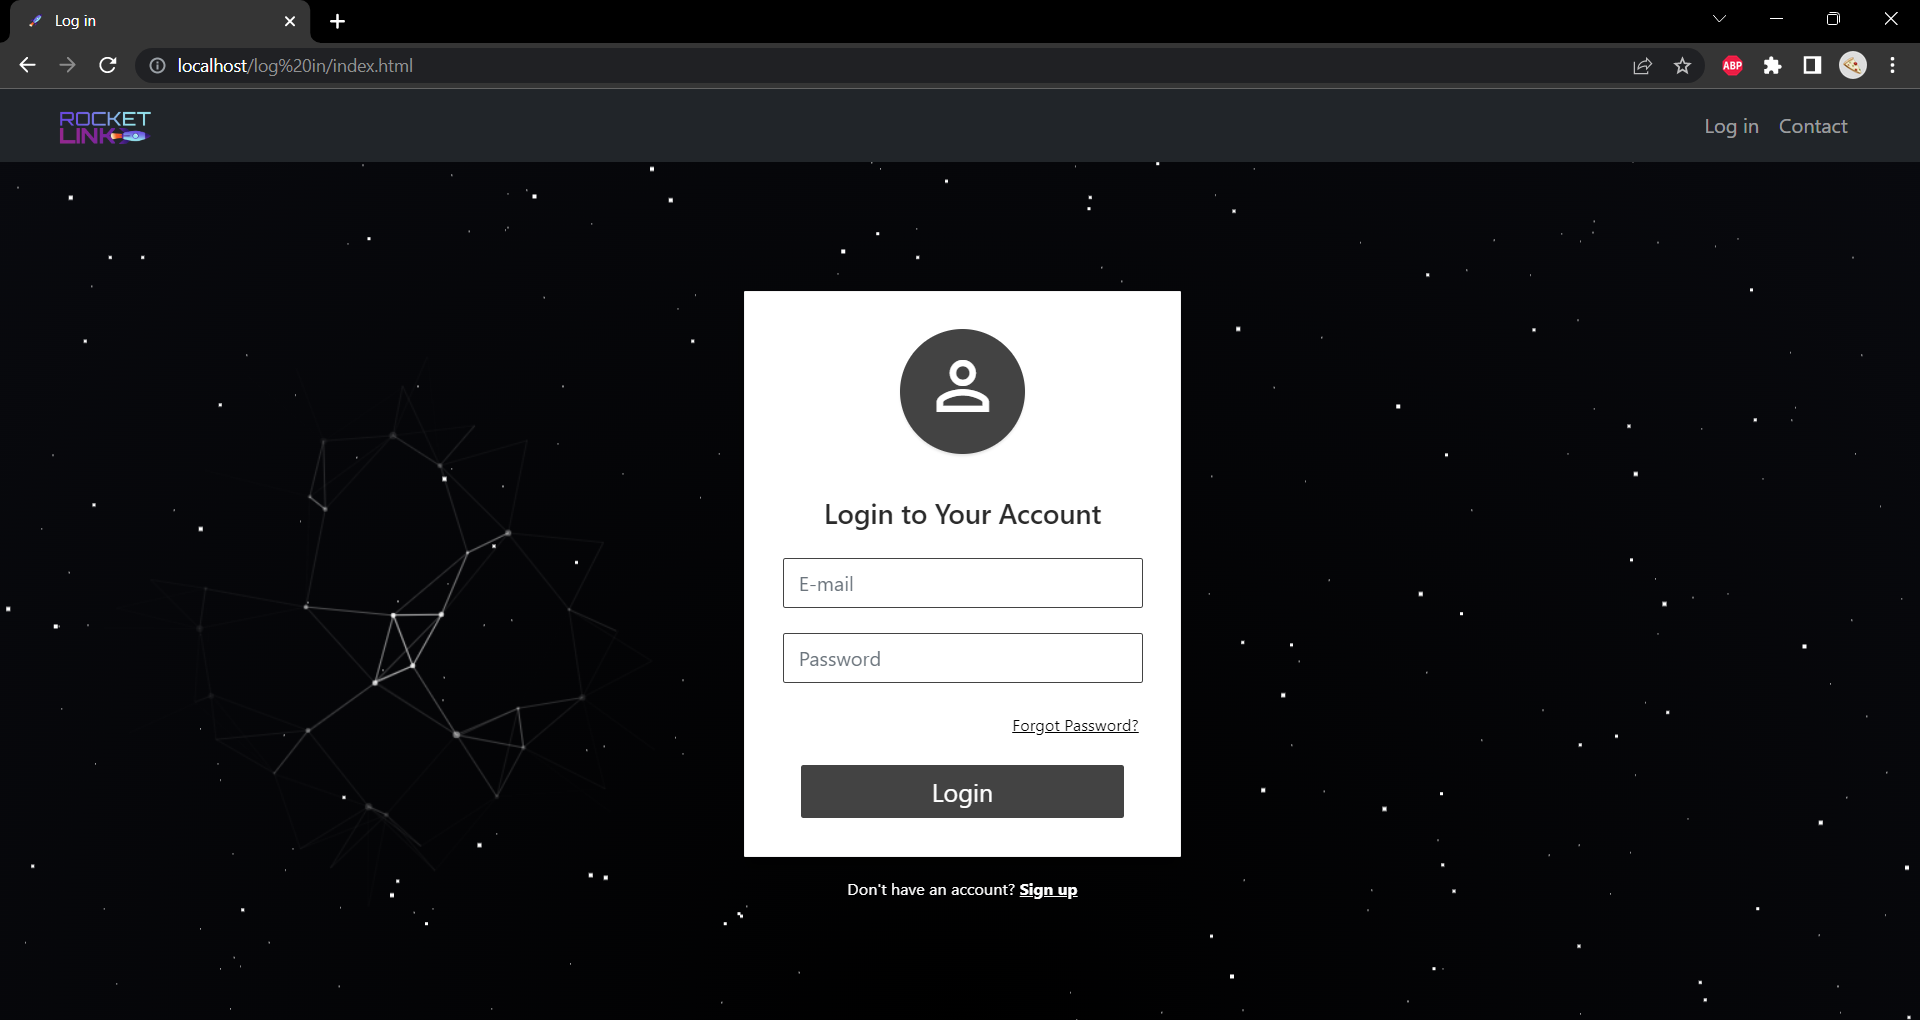 Log in
localhost/log%20in/index.html
ABP
ROCKET
LINK
Log in
Contact
Login to Your Account
E-mail
Password
Forgot Password?
Login
Don't have an account? Sign up